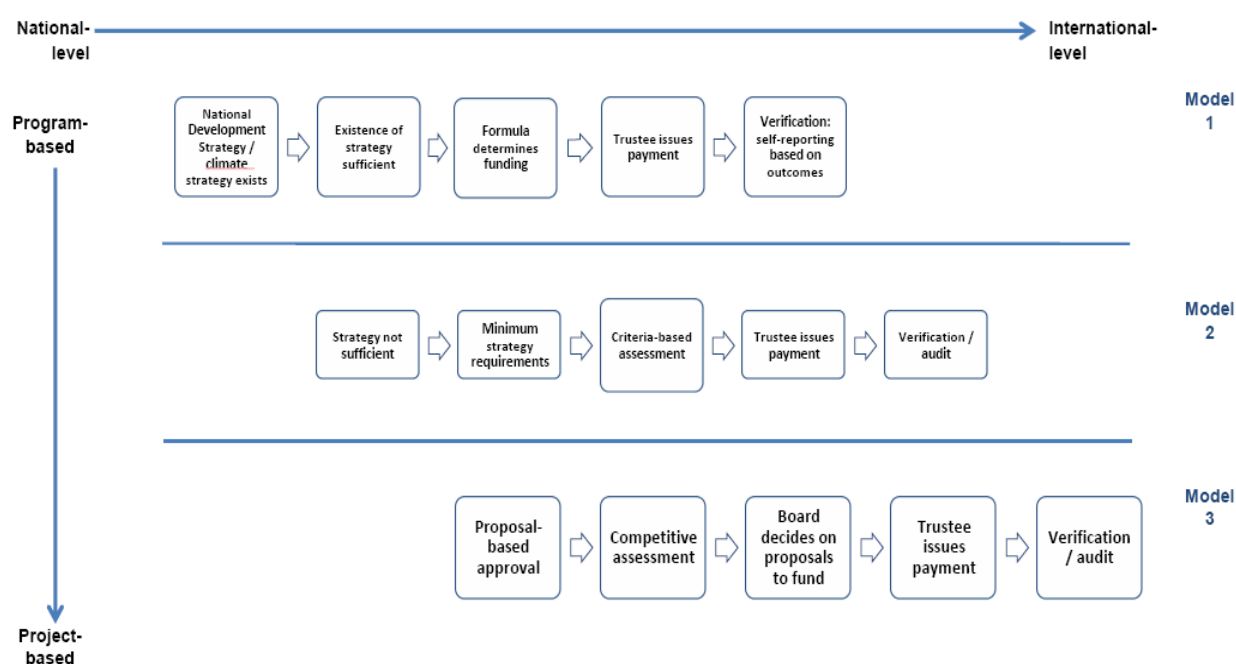 National-
level
International-
level
Program-
based
National
Development
Strategy /
climate
strategy exists
Existence of
strategy
sufficient
Formula
determines
funding
Trustee issues
payment
Verification:
self-reporting
based on
outcomes
Model
1
Strategy not
sufficient
Minimum
strategy
requirements
Criteria-based
assessment
Trustee issues
payment
Verification /
audit
Model
2
Proposal-
based
approval
Competitive
assessment
Board
decides on
proposals
to fund
Trustee
issues
payment
Verification
/ audit
Model
3
Project-
based